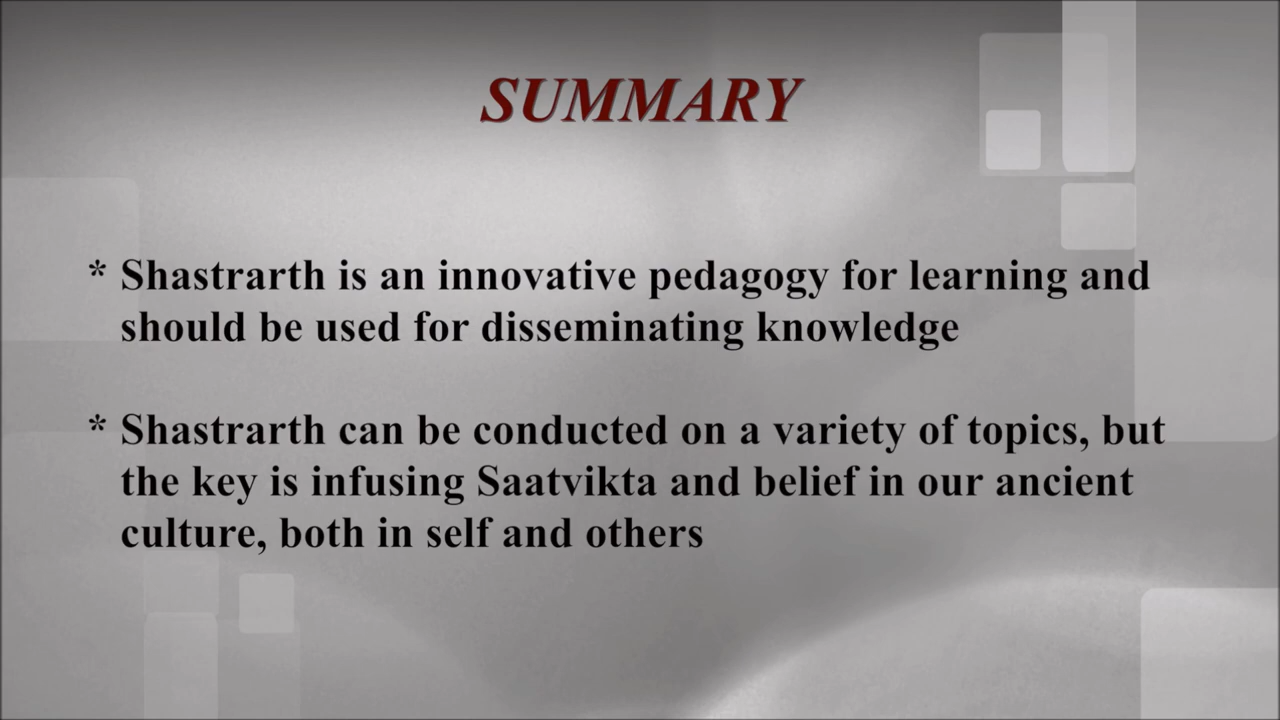 SUMMARY
* Shastrarth is an innovative pedagogy for learning and
should be used for disseminating knowledge
* Shastrarth can be conducted on a variety of topics, but
the key is infusing Saatvikta and belief in our ancient
culture, both in self and others